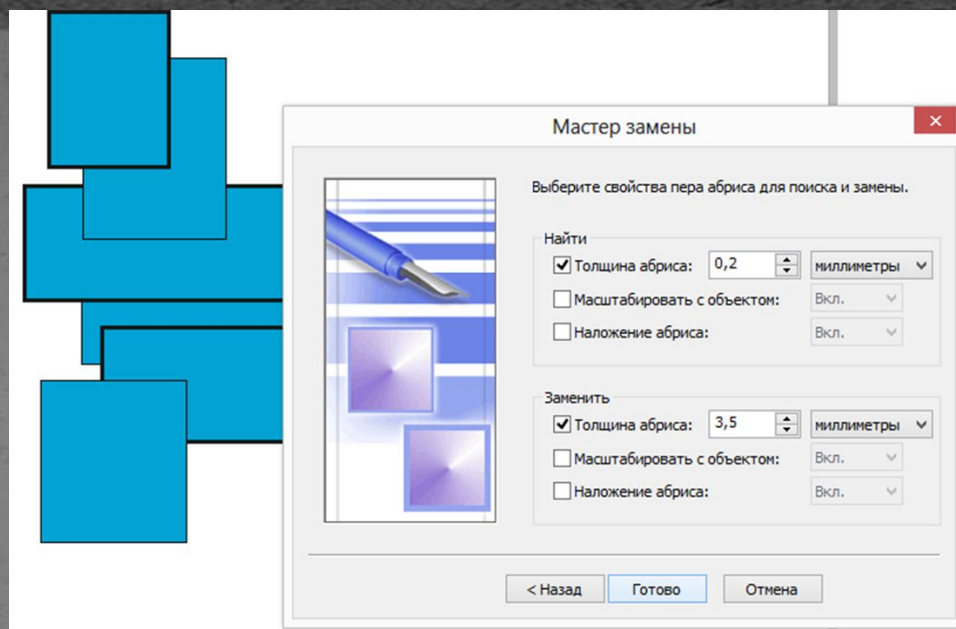 Мастер замены
Выберите свойства пера абриса для поиска и замены.
Найти
Толщина абриса: 0,2 миллиметры
Масштабировать с объектом: Вкл.
Наложение абриса: Вкл.
Заменить
Толщина абриса: 3,5 миллиметры
Масштабировать с объектом: Вкл.
Наложение абриса: Вкл.
< Назад Готово Отмена